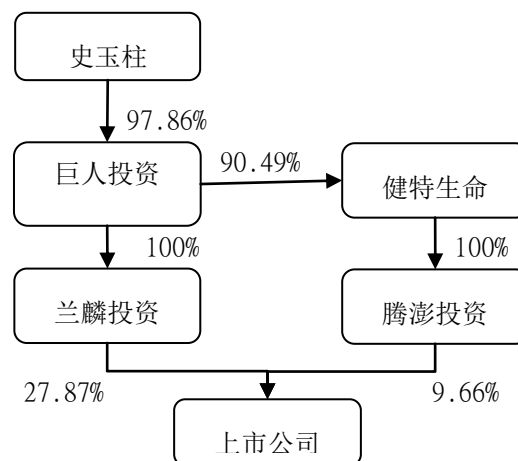 史玉柱
97.86%
巨人投资
90.49%
健特生命
100%
100%
兰麟投资
腾澎投资
27.87%
9.66%
上市公司